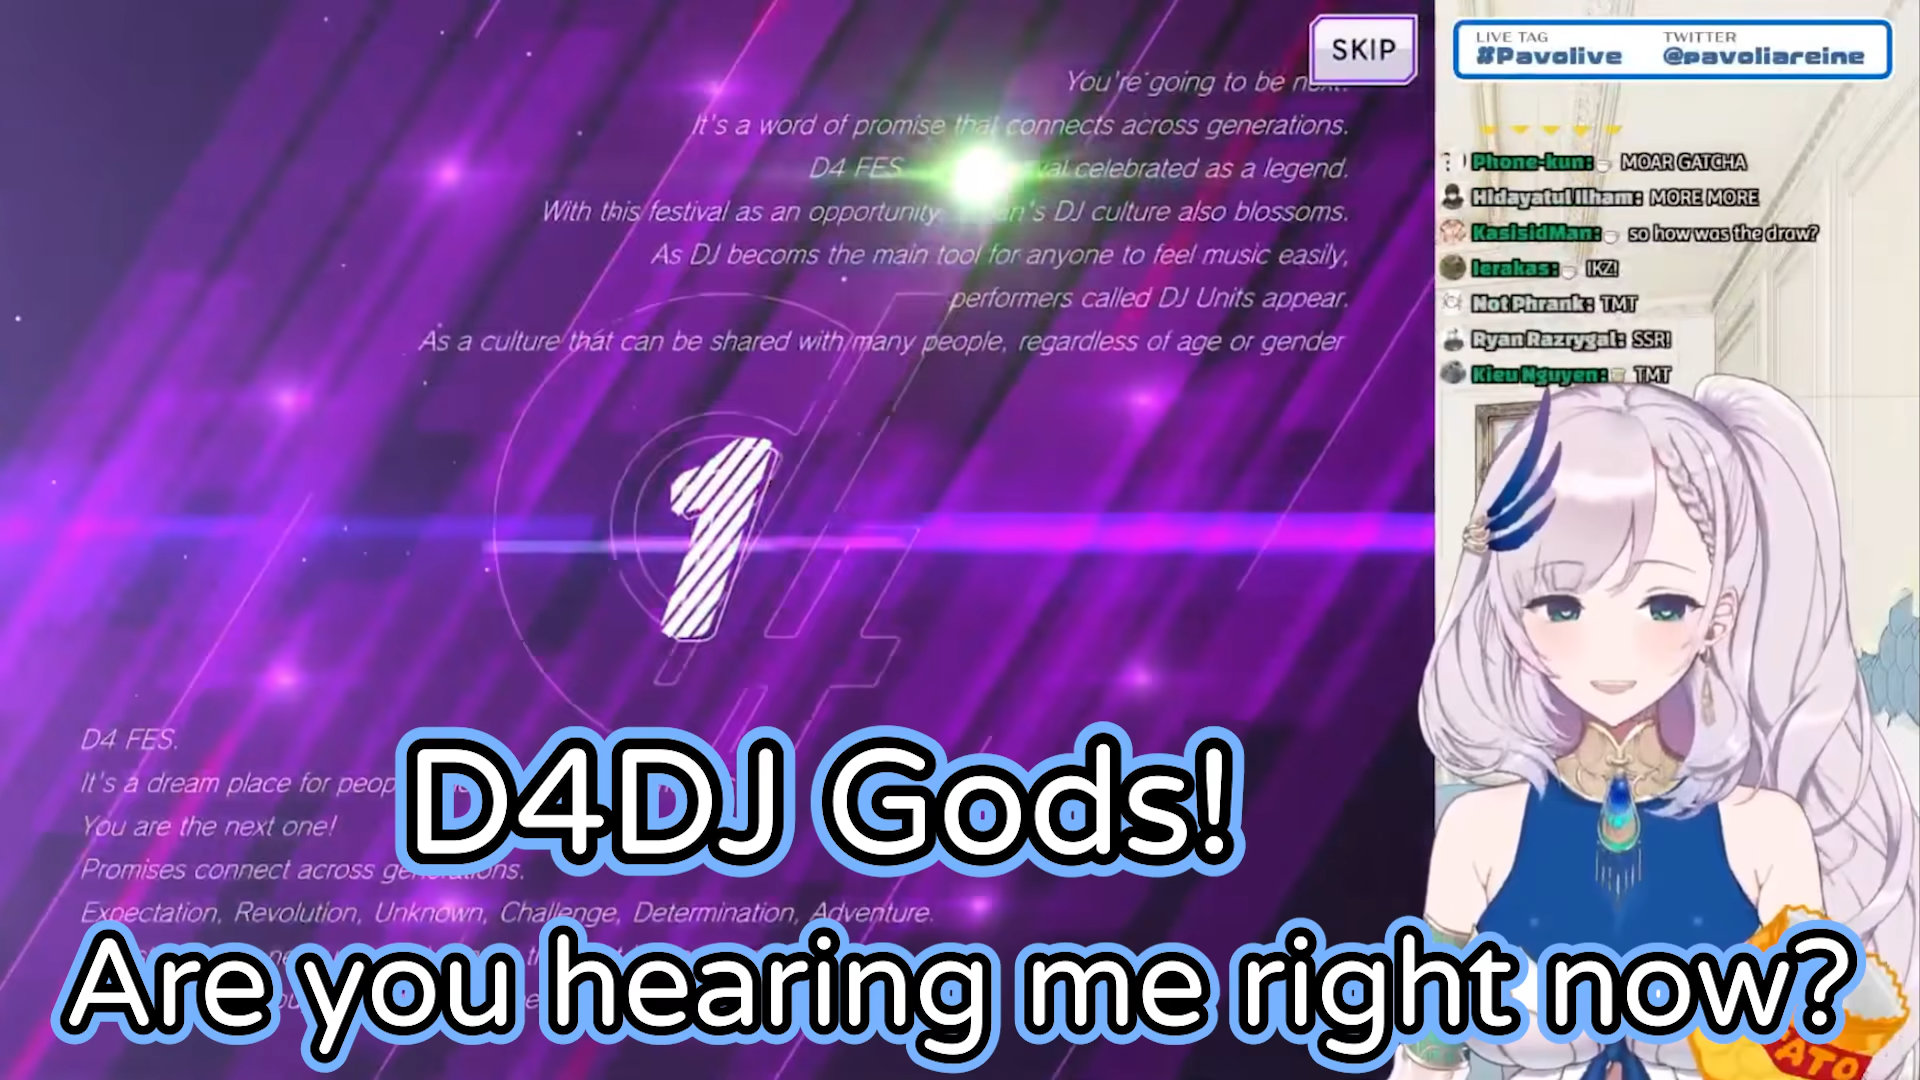 SKIP
You're going to be
It's a word of promise that connects across generations.
D4 FES. celebrated as a legend.
With this festival as an opportunity, DJ culture also blossoms.
As DJ becoms the main tool for anyone to feel music easily,
performers called DJ Units appear.
As a culture that can be shared with many people, regardless of age or gender
1
D4 FES.
It's a dream place for
You are the next one!
Promises connect across generations.
Expectation, Revolution, Unknown, Challenge, Determination, Adventure.
D4DJ Gods!
Are you hearing me right now?
LIVE TAG
#Pavolive
TWITTER
@pavoliareine
Phone-kun: MOAR GATCHA
Hidayatul Ilham: MORE MORE
KasisidMan: so how was the draw?
Ierakas: IKZ!
Not Phrank: TMT
Ryan Razrygal: SSR!
Kieu Nguyen: TMT